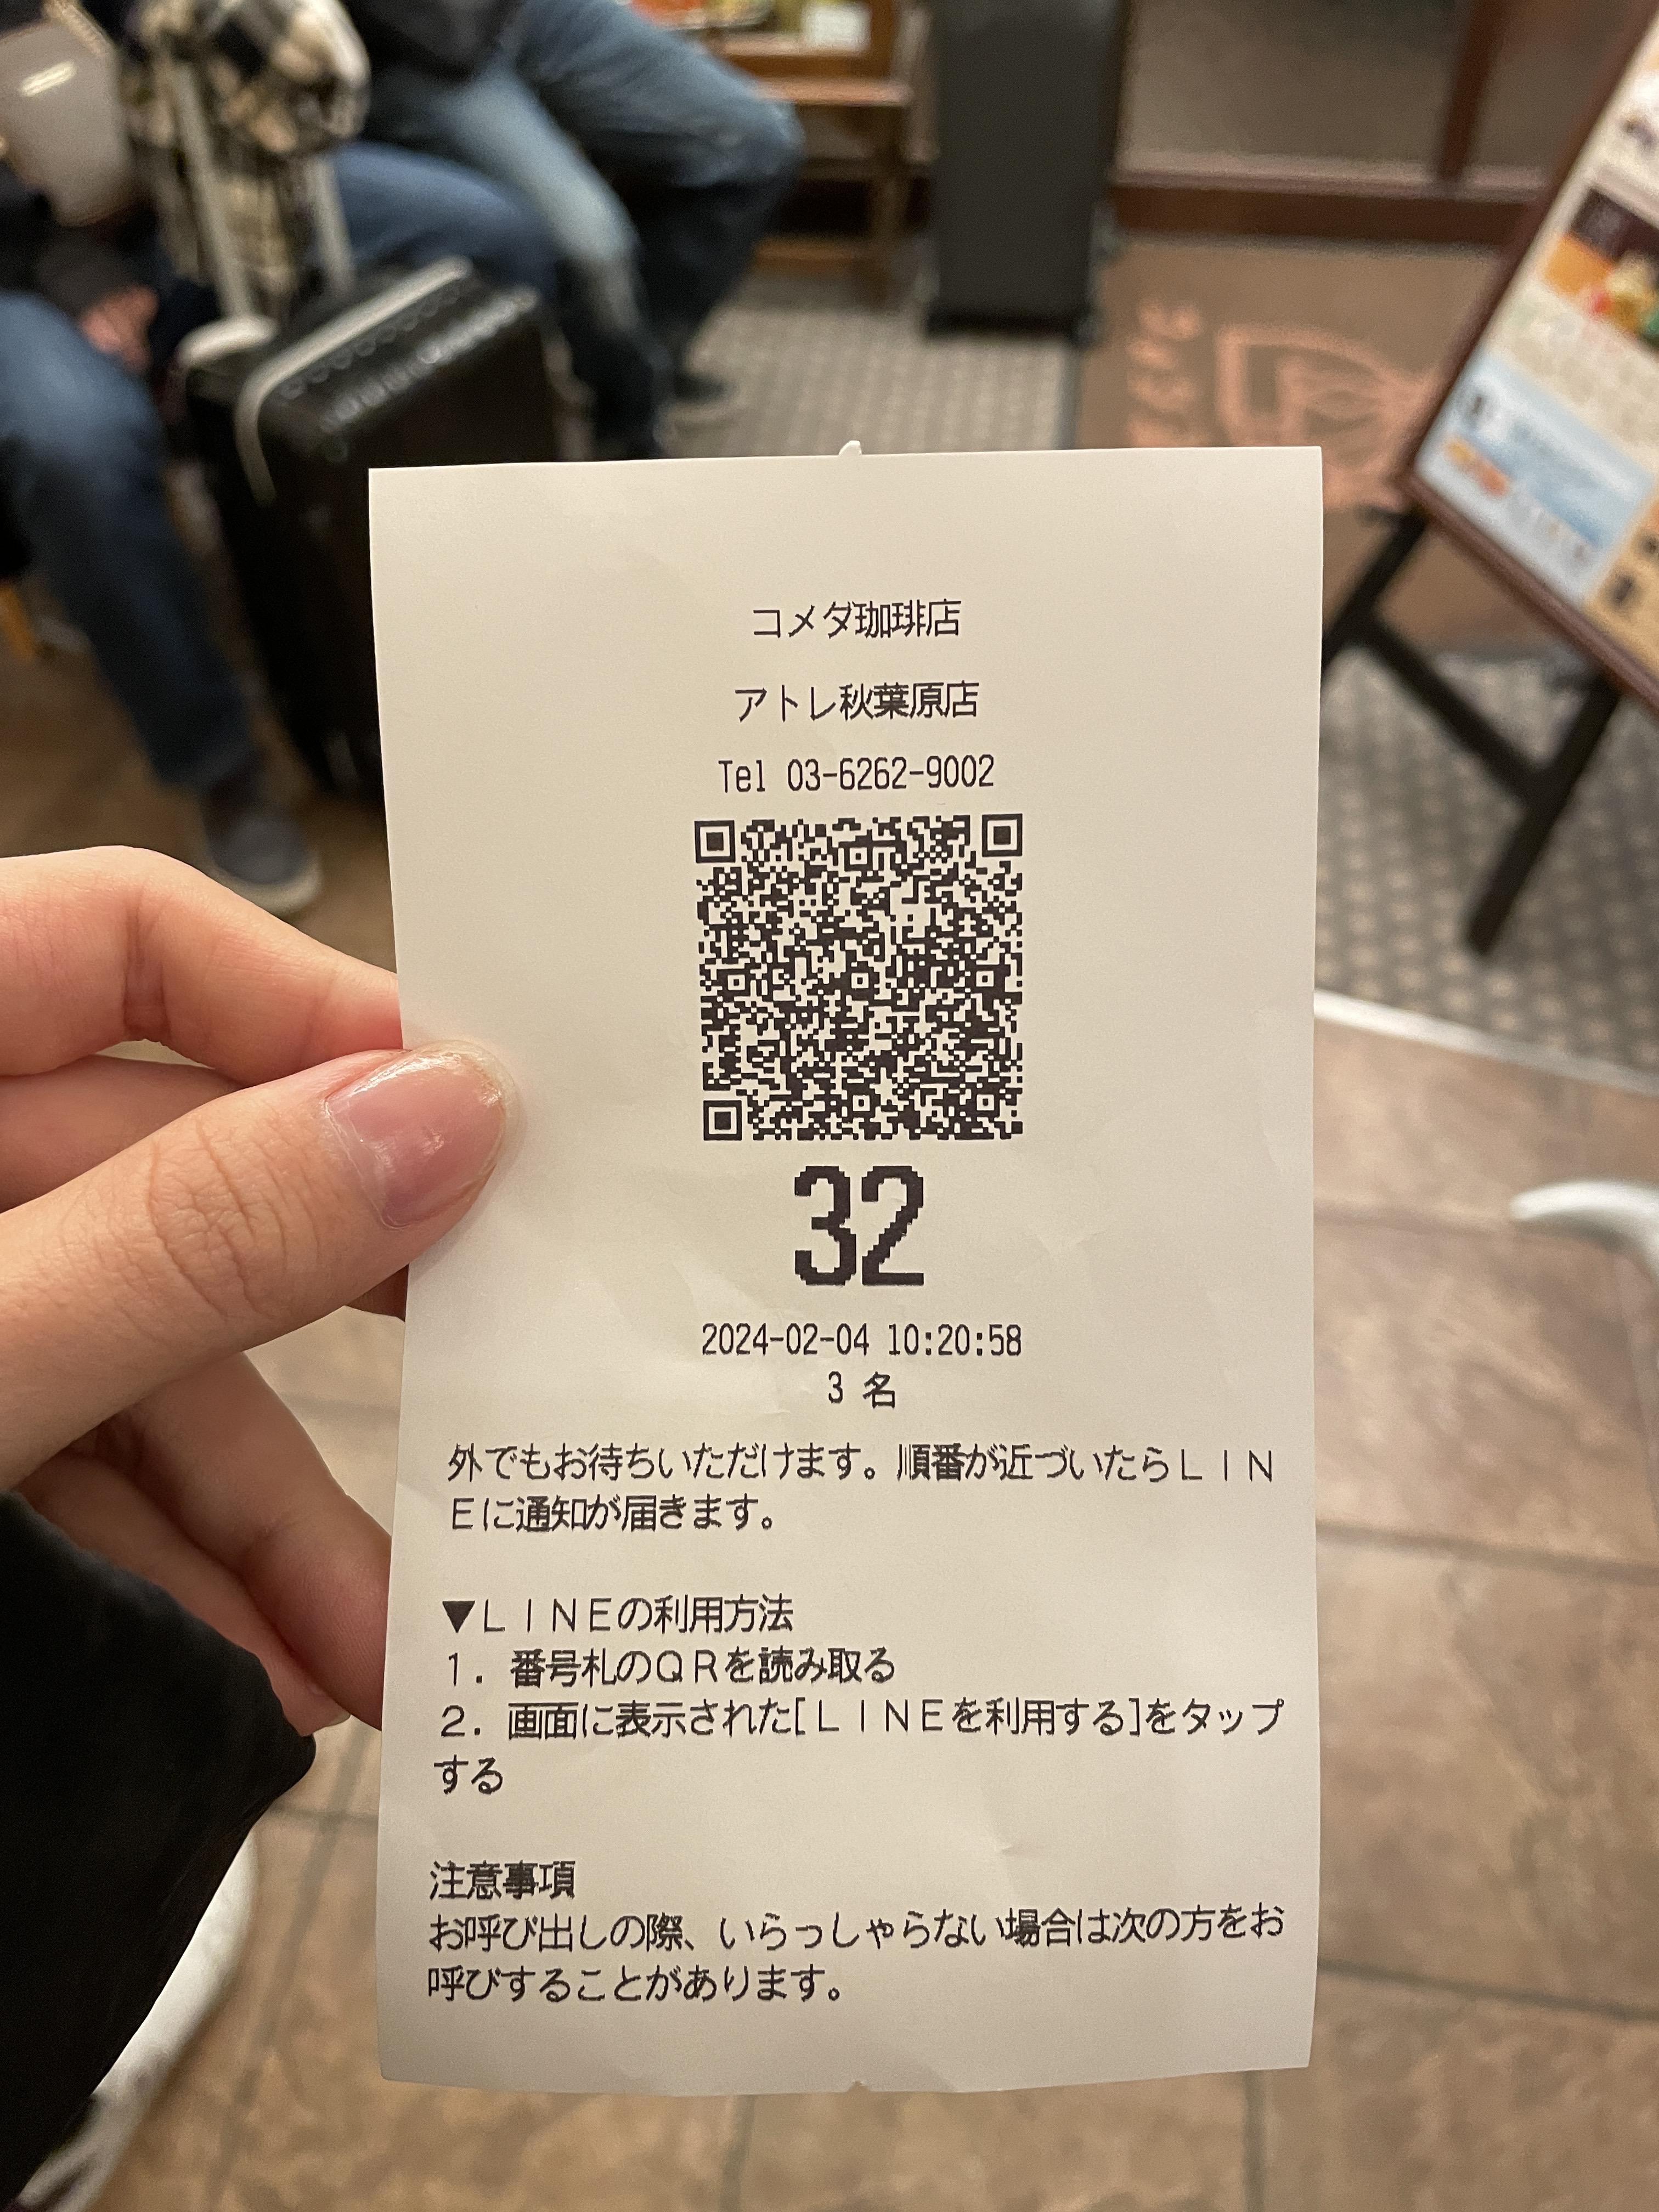 コメダ珈琲店
アトレ秋葉原店
Tel 03-6262-9002
32
2024-02-04 10:20:58
3 名
外でもお待ちいただけます。順番が近づいたらＬＩＮ
Ｅに通知が届きます。
▼ＬＩＮＥの利用方法
１．番号札のＱＲを読み取る
２．画面に表示された[ＬＩＮＥを利用する]をタップ
する
注意事項
お呼び出しの際、いらっしゃらない場合は次の方をお
呼びすることがあります。